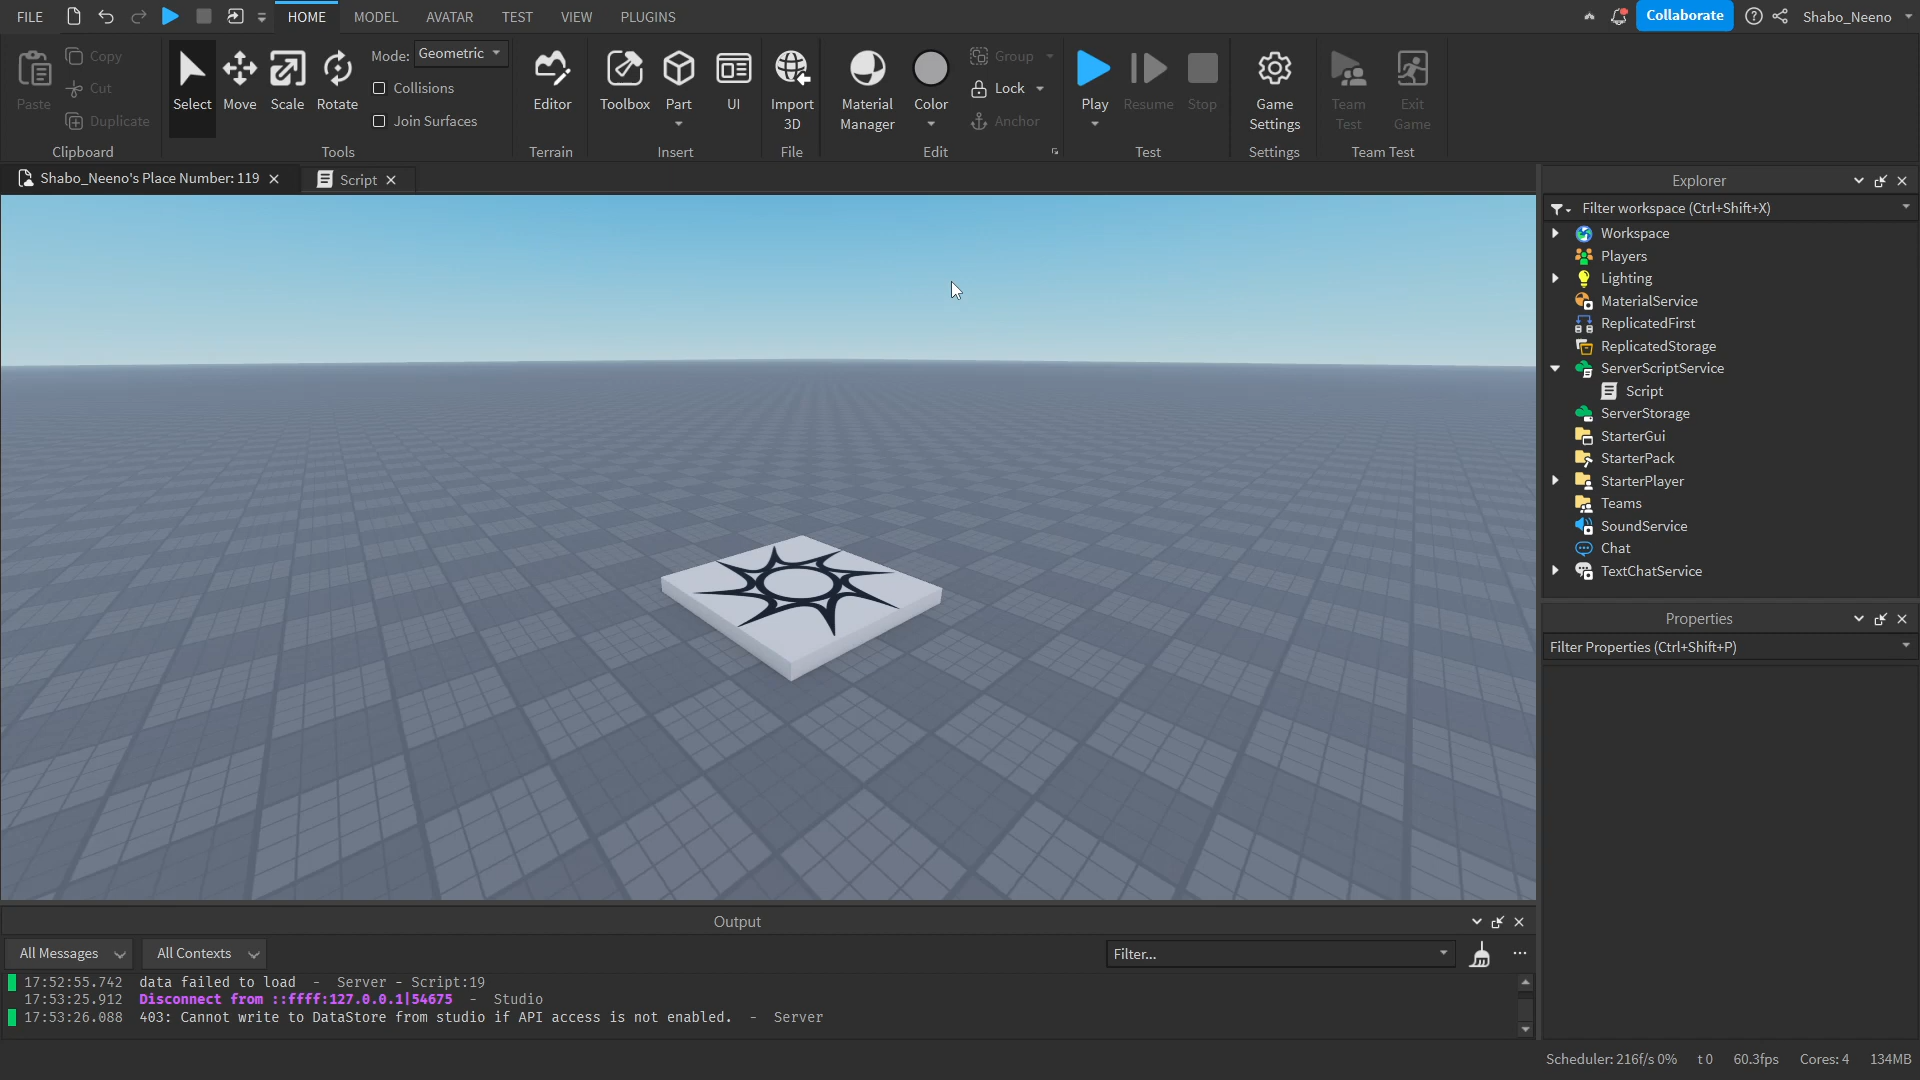 FILE HOME MODEL AVATAR TEST VIEW PLUGINS Collaborate Shabo_Neeno
Paste Copy Cut Duplicate Clipboard
Select Move Scale Rotate Mode: Geometric Collisions Join Surfaces Tools
Editor Terrain
Toolbox Part UI Insert
Import 3D File
Material Manager Color Group Lock Anchor Edit
Play Resume Stop Test
Game Settings Settings
Team Test Exit Game Team Test
Shabo_Neeno's Place Number: 119 Script
Explorer
Filter workspace (Ctrl+Shift+X)
Workspace
Players
Lighting
MaterialService
ReplicatedFirst
ReplicatedStorage
ServerScriptService
Script
ServerStorage
StarterGui
StarterPack
StarterPlayer
Teams
SoundService
Chat
TextChatService
Properties
Filter Properties (Ctrl+Shift+P)
Output
All Messages All Contexts Filter...
17:52:55.742 data failed to load - Server - Script:19
17:53:25.912 Disconnect from ::ffff:127.0.0.1|54675 - Studio
17:53:26.088 403: Cannot write to DataStore from studio if API access is not enabled. - Server
Scheduler: 216f/s 0% t 0 60.3fps Cores: 4 134MB